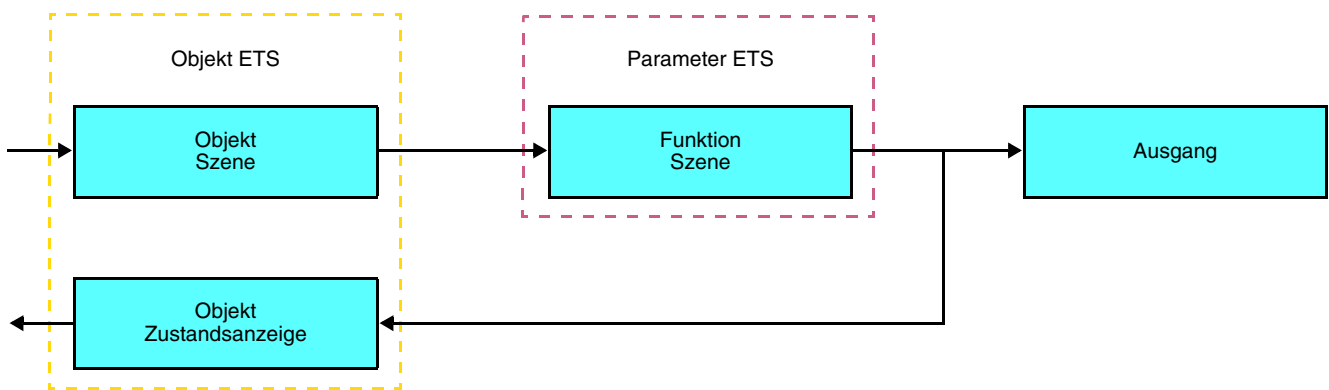 Objekt ETS
Parameter ETS
Objekt
Szene
Funktion
Szene
Ausgang
Objekt
Zustandsanzeige